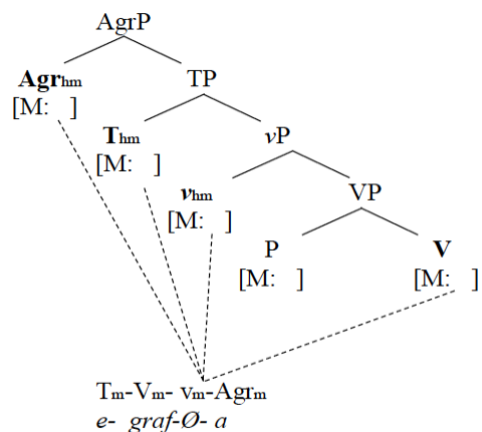 AgrP
Agrhm TP
[M: ]
Thm vP
[M: ]
vhm VP
[M: ]
P V
[M: ] [M: ]
Tm-Vm- vm-Agrm
e- graf-Ø- a